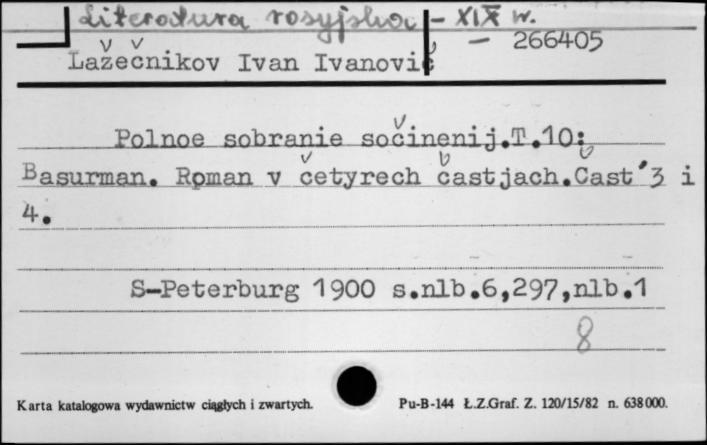 Literatura rosyjska - XIX w.
- 266405
Lažečnikov Ivan Ivanovič
Polnoe sobranie sočinenij.T.10:
Basurman. Roman v četyrech častjach.Čast´3 i
4.
S-Peterburg 1900 s.nlb.6,297,nlb.1
8
Karta katalogowa wydawnictw ciągłych i zwartych. Pu-B-144 Ł.Z.Graf. Z. 120/15/82 n. 638000.